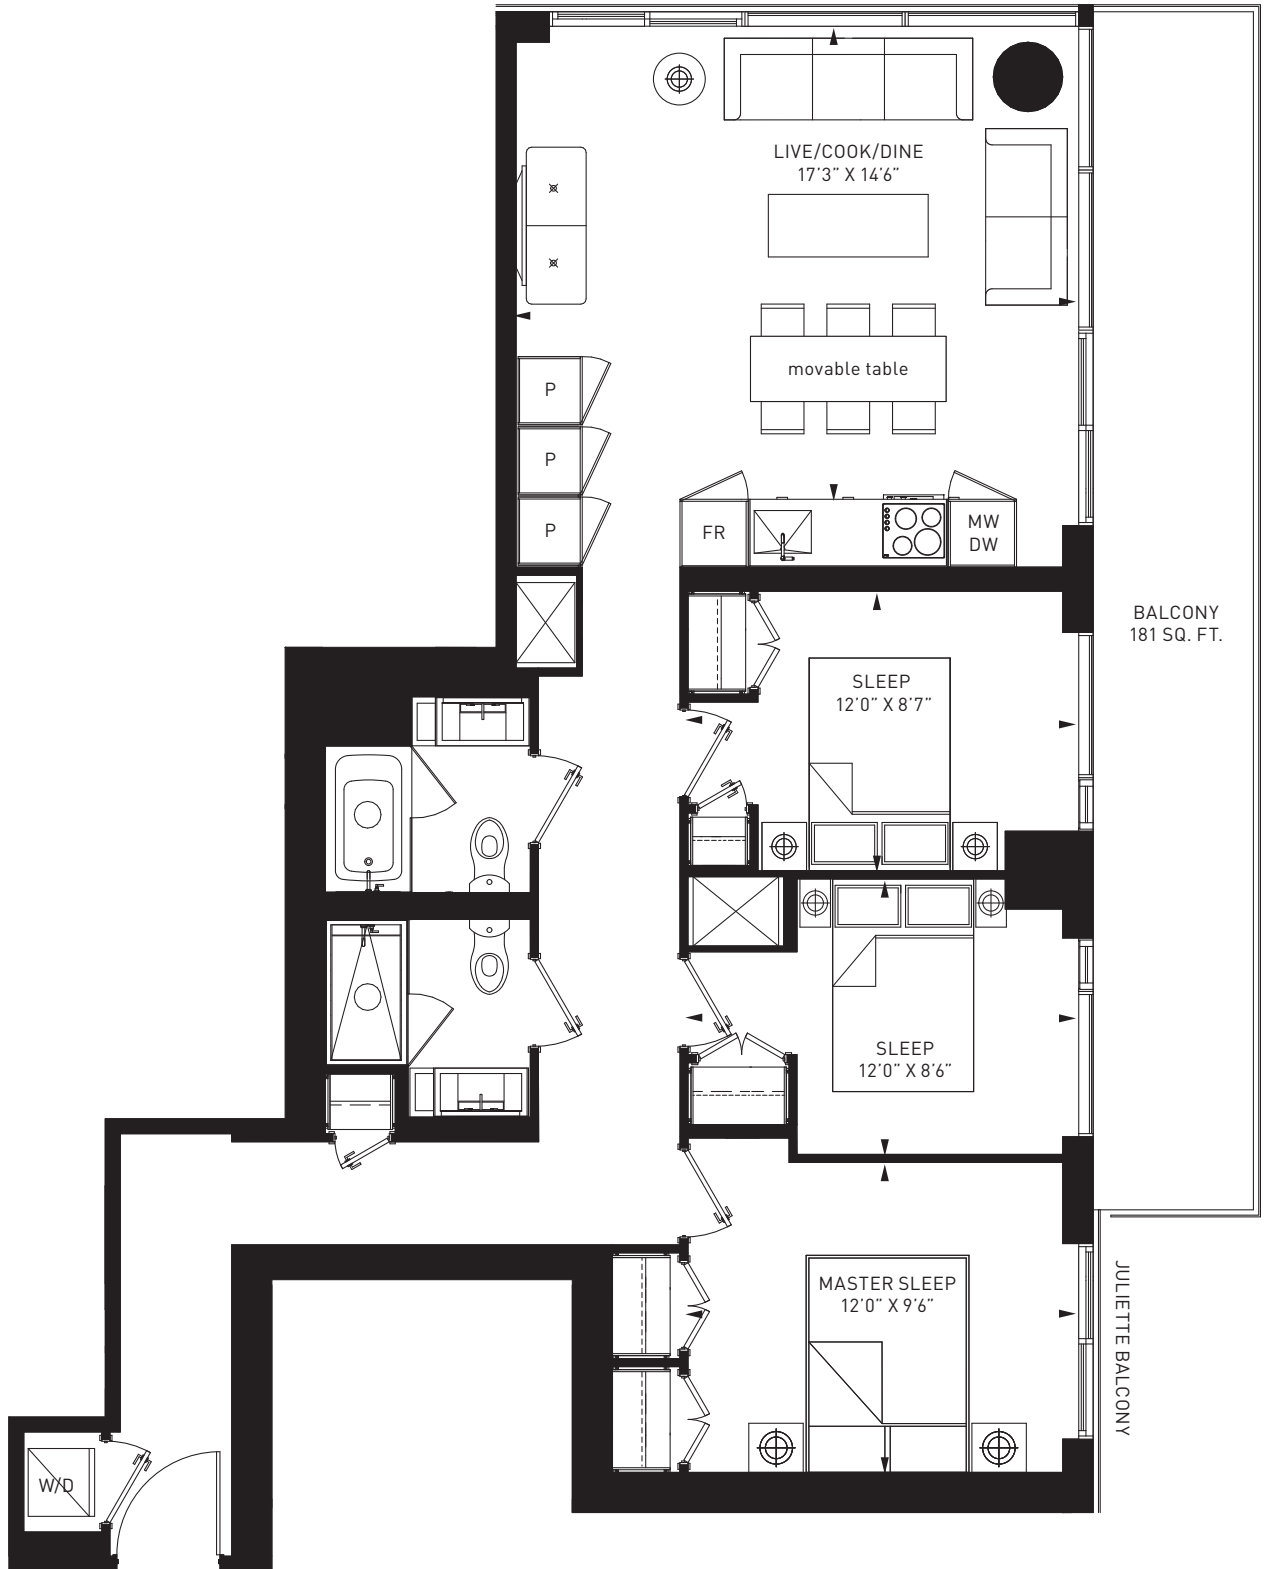 LIVE/COOK/DINE
17'3” X 14'6”
movable table
P
P
P
FR
MW
DW
BALCONY
181 SQ. FT.
SLEEP
12'0” X 8'7”
SLEEP
12'0” X 8'6”
MASTER SLEEP
12'0” X 9'6”
JULIETTE BALCONY
W/D